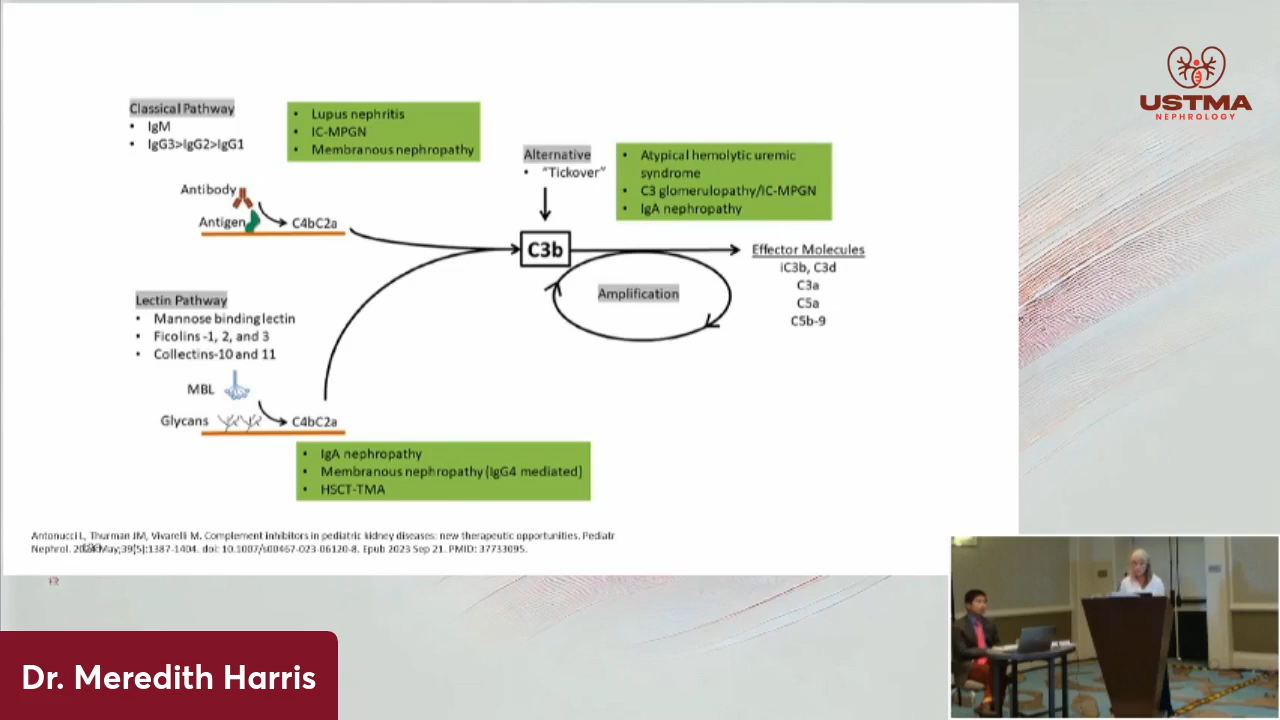 Classical Pathway
• IgM
• IgG3>IgG2>IgG1
• Lupus nephritis
• IC-MPGN
• Membranous nephropathy
Antibody
Antigen
C4bC2a
Alternative
• "Tickover"
• Atypical hemolytic uremic
syndrome
• C3 glomerulopathy/IC-MPGN
• IgA nephropathy
C3b
Amplification
Effector Molecules
iC3b, C3d
C3a
C5a
C5b-9
Lectin Pathway
• Mannose binding lectin
• Ficolins -1, 2, and 3
• Collectins-10 and 11
MBL
Glycans
C4bC2a
• IgA nephropathy
• Membranous nephropathy (IgG4 mediated)
• HSCT-TMA
Antonucci L, Thurman JM, Vivarelli M. Complement inhibitors in pediatric kidney diseases: new therapeutic opportunities. Pediatr
Nephrol. May;39(5):1387-1404. doi: 10.1007/s00467-023-06120-8. Epub 2023 Sep 21. PMID: 37733095.
USTMA
NEPHROLOGY
Dr. Meredith Harris